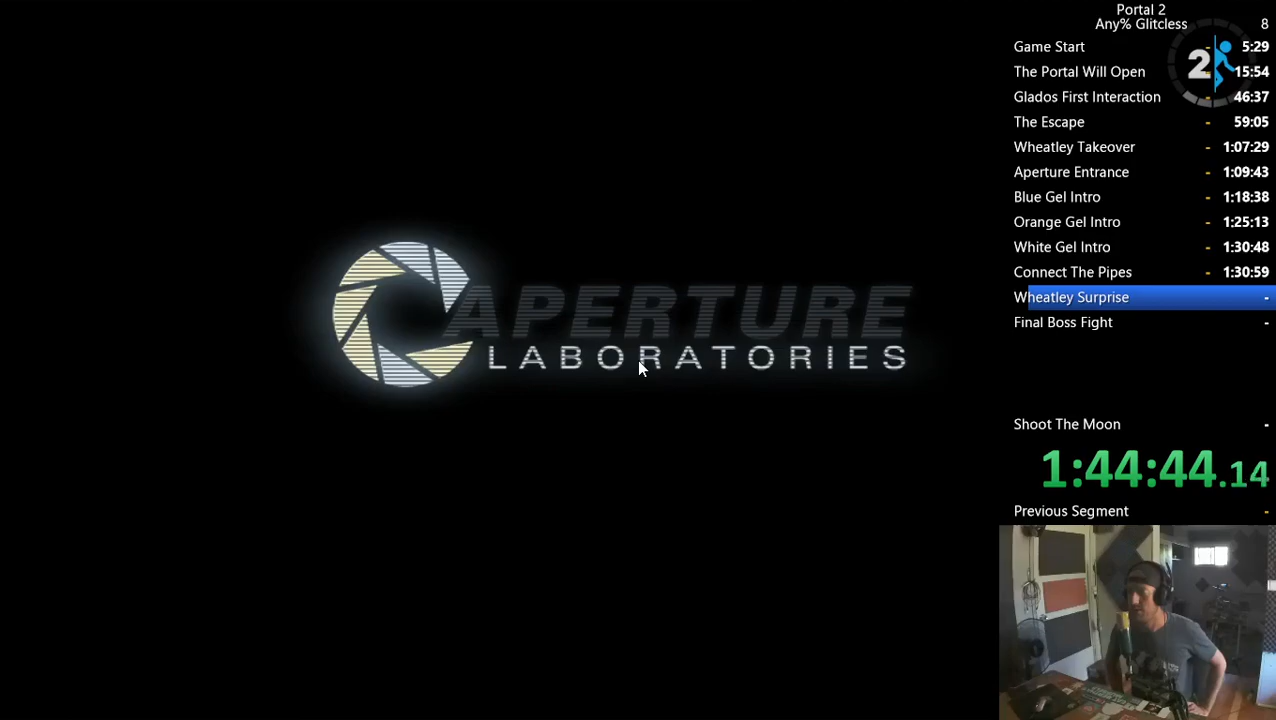 Portal 2
Any% Glitcless 8
Game Start - 5:29
The Portal Will Open - 15:54
Glados First Interaction - 46:37
The Escape - 59:05
Wheatley Takeover - 1:07:29
Aperture Entrance - 1:09:43
Blue Gel Intro - 1:18:38
Orange Gel Intro - 1:25:13
White Gel Intro - 1:30:48
Connect The Pipes - 1:30:59
Wheatley Surprise -
Final Boss Fight -
Shoot The Moon -
1:44:44.14
Previous Segment -
2
APERTURE
LABORATORIES